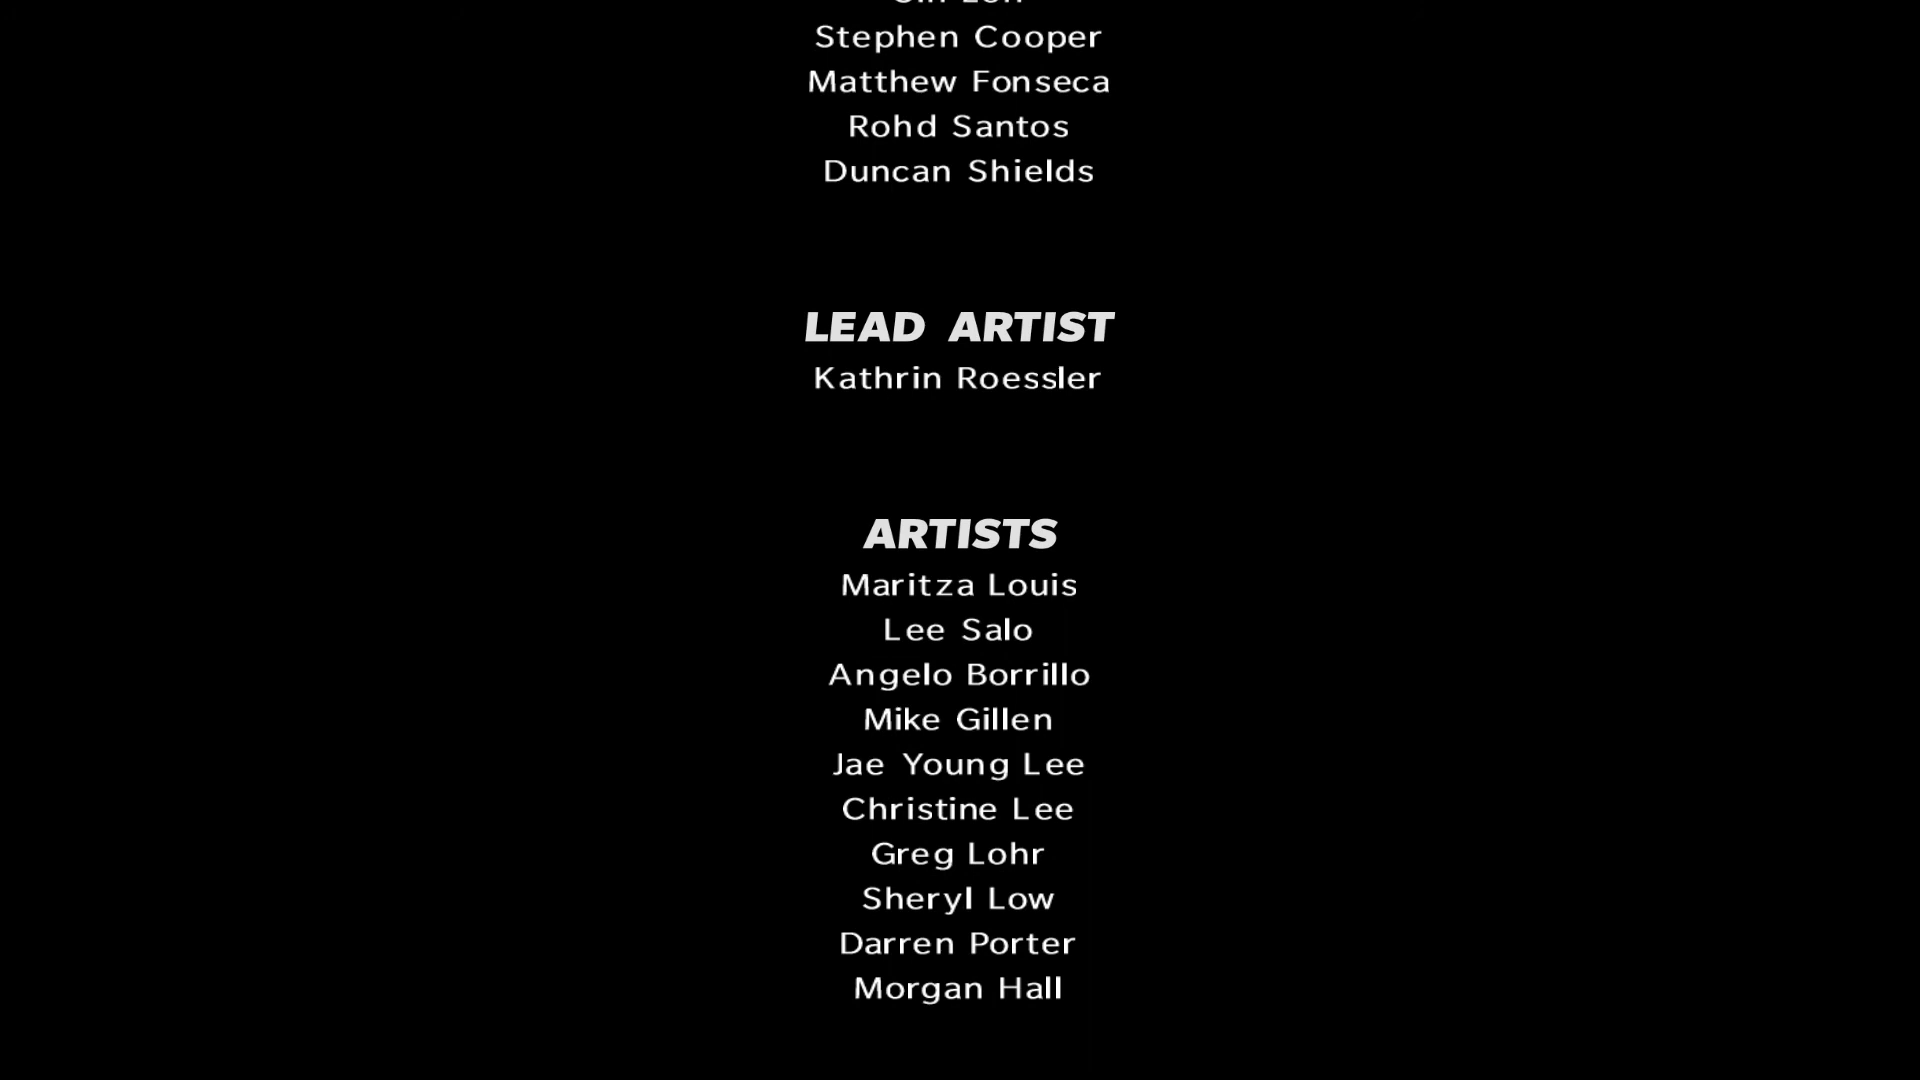 Stephen Cooper
Matthew Fonseca
Rohd Santos
Duncan Shields
LEAD ARTIST
Kathrin Roessler
ARTISTS
Maritza Louis
Lee Salo
Angelo Borrillo
Mike Gillen
Jae Young Lee
Christine Lee
Greg Lohr
Sheryl Low
Darren Porter
Morgan Hall